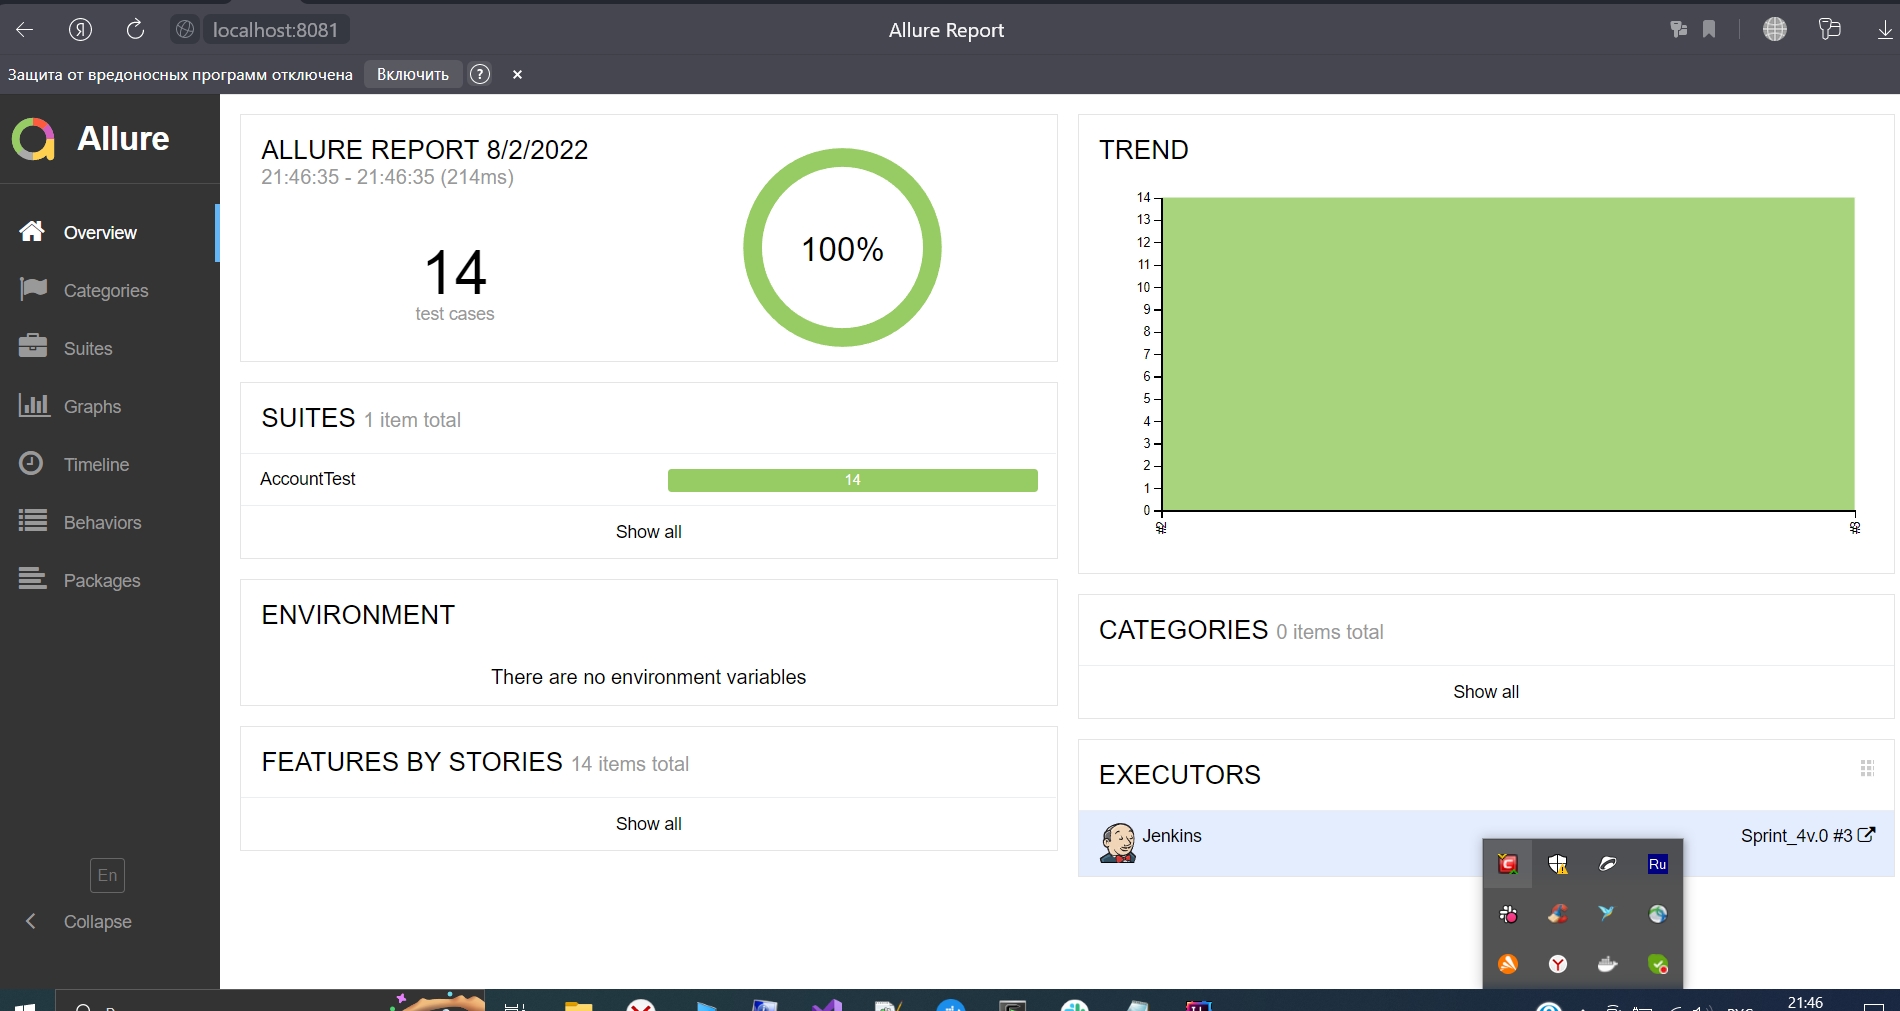 localhost:8081
Allure Report
Защита от вредоносных программ отключена
Включить
?
Allure
Overview
Categories
Suites
Graphs
Timeline
Behaviors
Packages
En
Collapse
ALLURE REPORT 8/2/2022
21:46:35 - 21:46:35 (214ms)
14
test cases
100%
SUITES 1 item total
AccountTest
14
Show all
ENVIRONMENT
There are no environment variables
FEATURES BY STORIES 14 items total
Show all
TREND
14
13
12
11
10
9
8
7
6
5
4
3
2
1
0
#2
#3
CATEGORIES 0 items total
Show all
EXECUTORS
Jenkins
Sprint_4v.0 #3
Ru
21:46